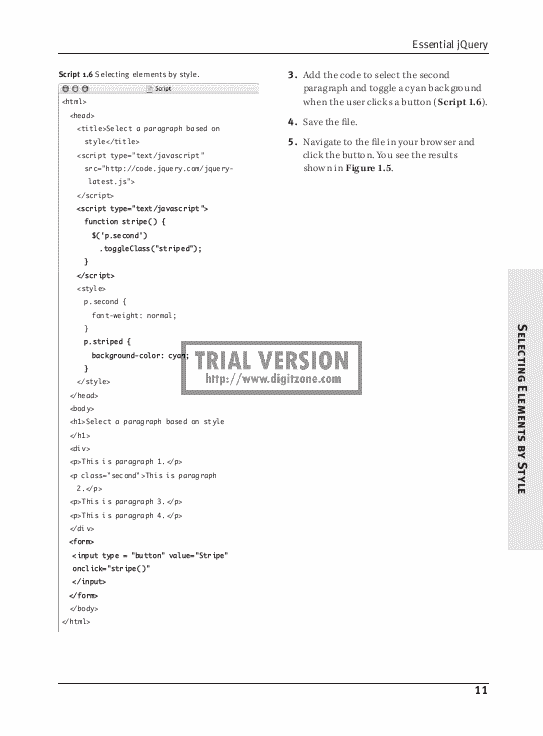 Essential jQuery
Script 1.6 Selecting elements by style.
Script
<html>
<head>
<title>Select a paragraph based on
style</title>
<script type="text/javascript"
src="http://code.jquery.com/jquery-
latest.js">
</script>
<script type="text/javascript">
function stripe() {
$('p.second')
.toggleClass("striped");
}
</script>
<style>
p.second {
font-weight: normal;
}
p.striped {
background-color: cyan;
}
</style>
</head>
<body>
<h1>Select a paragraph based on style
</h1>
<div>
<p>This is paragraph 1.</p>
<p class="second">This is paragraph
2.</p>
<p>This is paragraph 3.</p>
<p>This is paragraph 4.</p>
</div>
<form>
<input type = "button" value="Stripe"
onclick="stripe()"
</input>
</form>
</body>
</html>
3. Add the code to select the second
paragraph and toggle a cyan background
when the user clicks a button (Script 1.6).
4. Save the file.
5. Navigate to the file in your browser and
click the button. You see the results
shown in Figure 1.5.
TRIAL VERSION
http://www.digitzone.com
Selecting Elements by Style
11